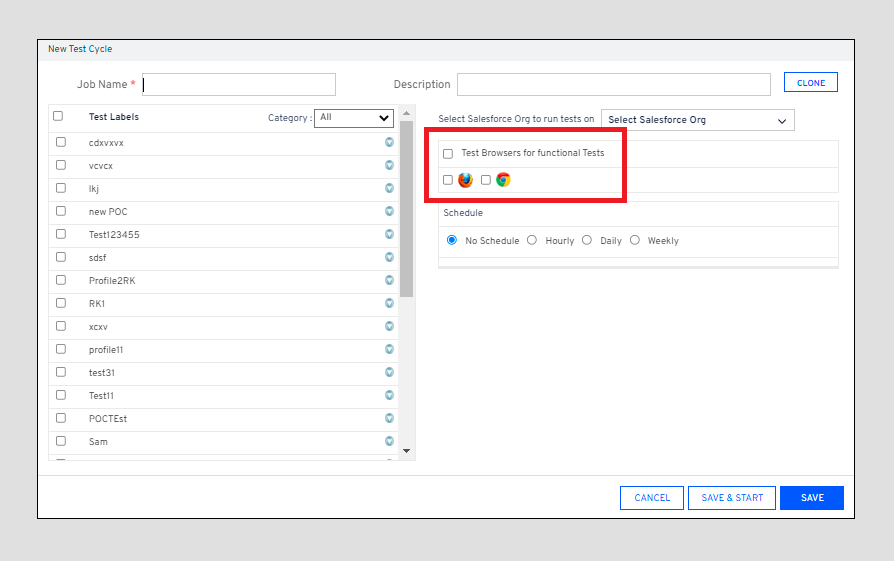 New Test Cycle
Job Name *
Description
CLONE
Test Labels
Category :
All
cdxvxvx
vcvcx
lkj
new POC
Test123455
sdsf
Profile2RK
RK1
xcxv
profile11
test31
Test11
POCTEst
Sam
Select Salesforce Org to run tests on
Select Salesforce Org
Test Browsers for functional Tests
Schedule
No Schedule Hourly Daily Weekly
CANCEL
SAVE & START
SAVE